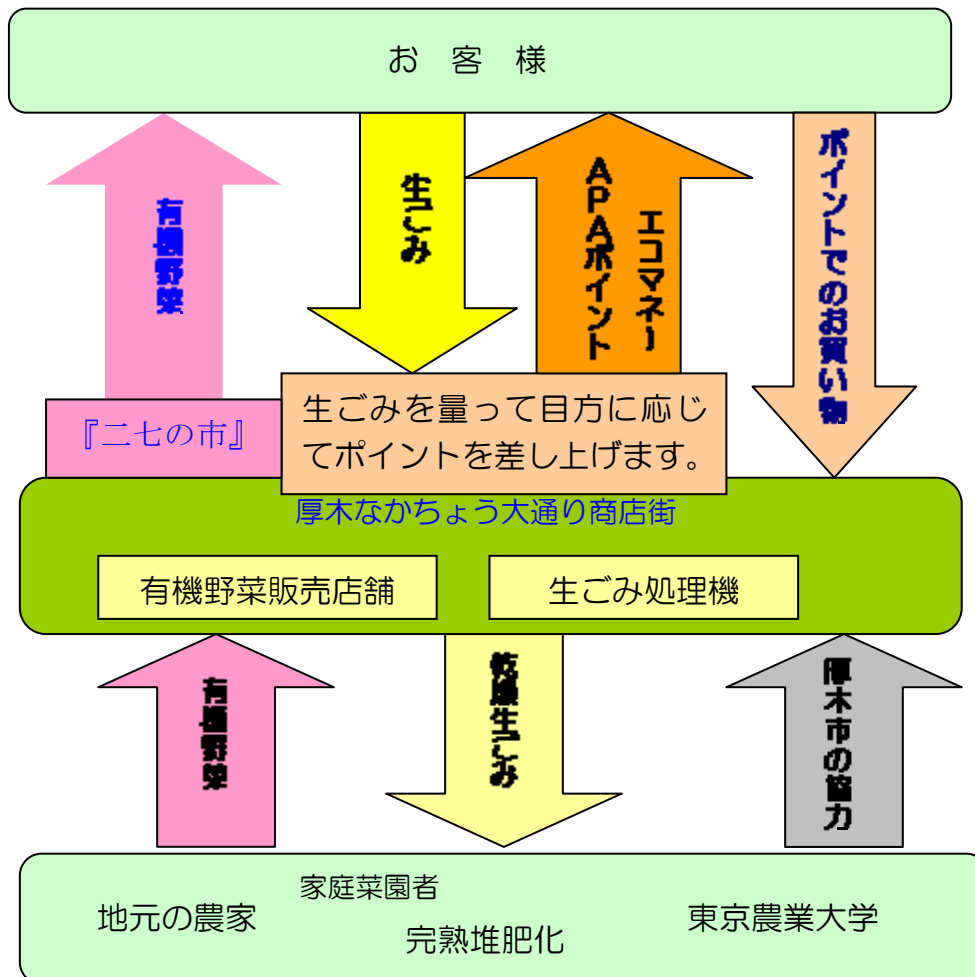 お 客 様
有機野菜
生ごみ
APAポイント
エコマネー
ポイントでのお買い物
『二七の市』
生ごみを量って目方に応じ
てポイントを差し上げます。
厚木なかちょう大通り商店街
有機野菜販売店舗
生ごみ処理機
有機野菜
乾燥生ごみ
厚木市の協力
家庭菜園者
地元の農家
完熟堆肥化
東京農業大学